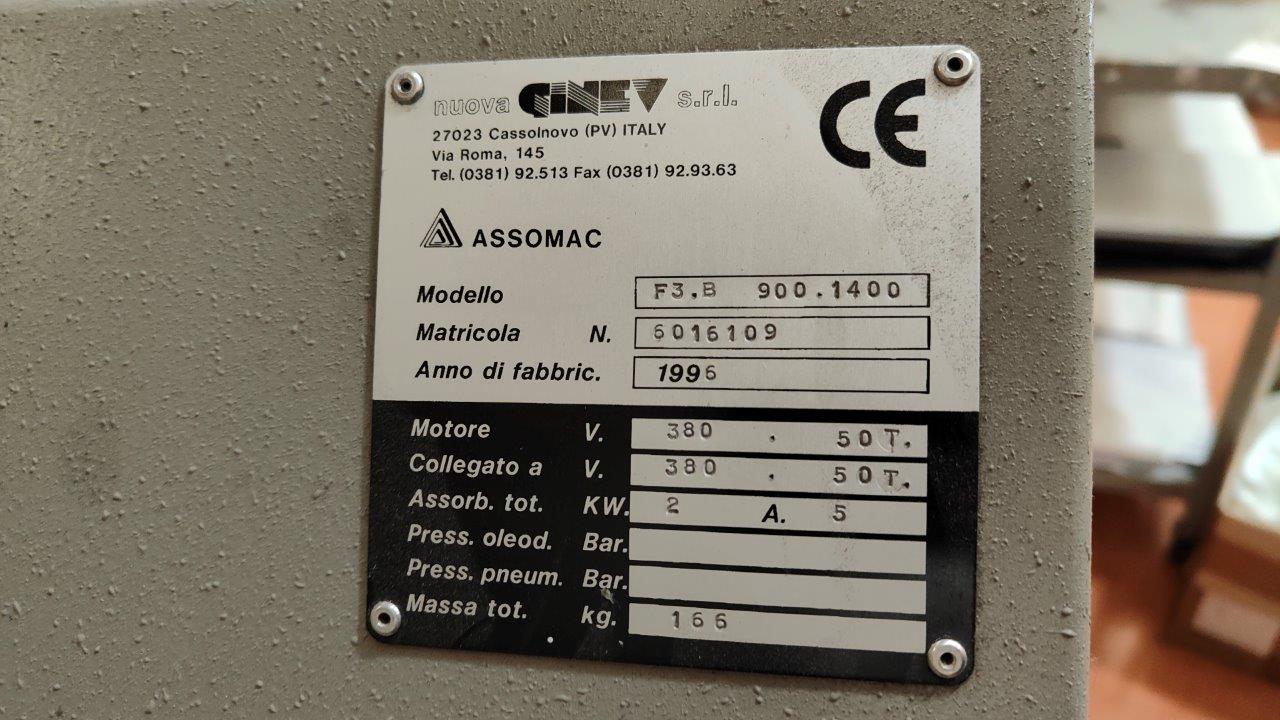 nuova CINEV s.r.l.
CE
27023 Cassolnovo (PV) ITALY
Via Roma, 145
Tel. (0381) 92.513 Fax (0381) 92.93.63
ASSOMAC
Modello F3.B 900.1400
Matricola N. 6016109
Anno di fabbric. 1996
Motore V. 380 . 50 T.
Collegato a V. 380 . 50 T.
Assorb. tot. KW. 2 A. 5
Press. oleod. Bar.
Press. pneum. Bar.
Massa tot. kg. 166